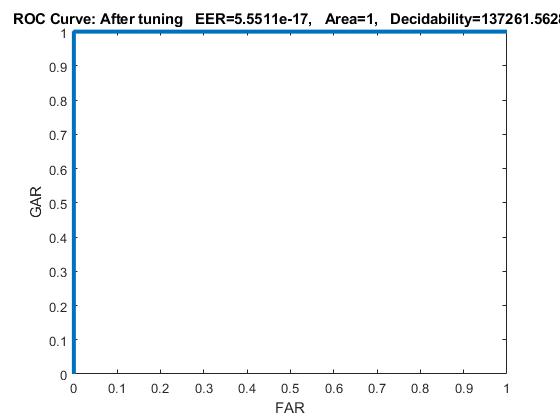 ROC Curve: After tuning EER=5.5511e-17, Area=1, Decidability=137261.5628
1
0.9
0.8
0.7
0.6
0.5
0.4
0.3
0.2
0.1
0
GAR
0 0.1 0.2 0.3 0.4 0.5 0.6 0.7 0.8 0.9 1
FAR